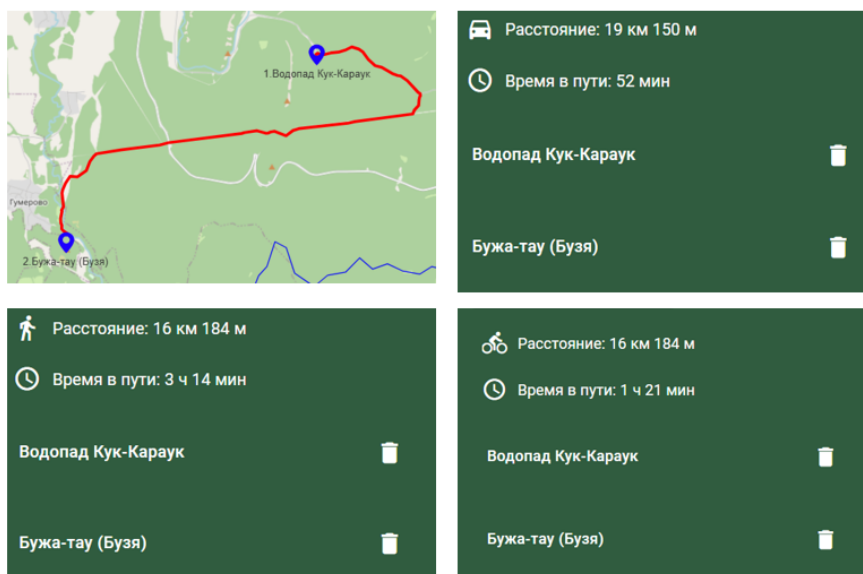 1.Водопад Кук-Караук
Гумерово
2.Бужа-тау (Бузя)
Расстояние: 19 км 150 м
Время в пути: 52 мин
Водопад Кук-Караук
Бужа-тау (Бузя)
Расстояние: 16 км 184 м
Время в пути: 3 ч 14 мин
Водопад Кук-Караук
Бужа-тау (Бузя)
Расстояние: 16 км 184 м
Время в пути: 1 ч 21 мин
Водопад Кук-Караук
Бужа-тау (Бузя)